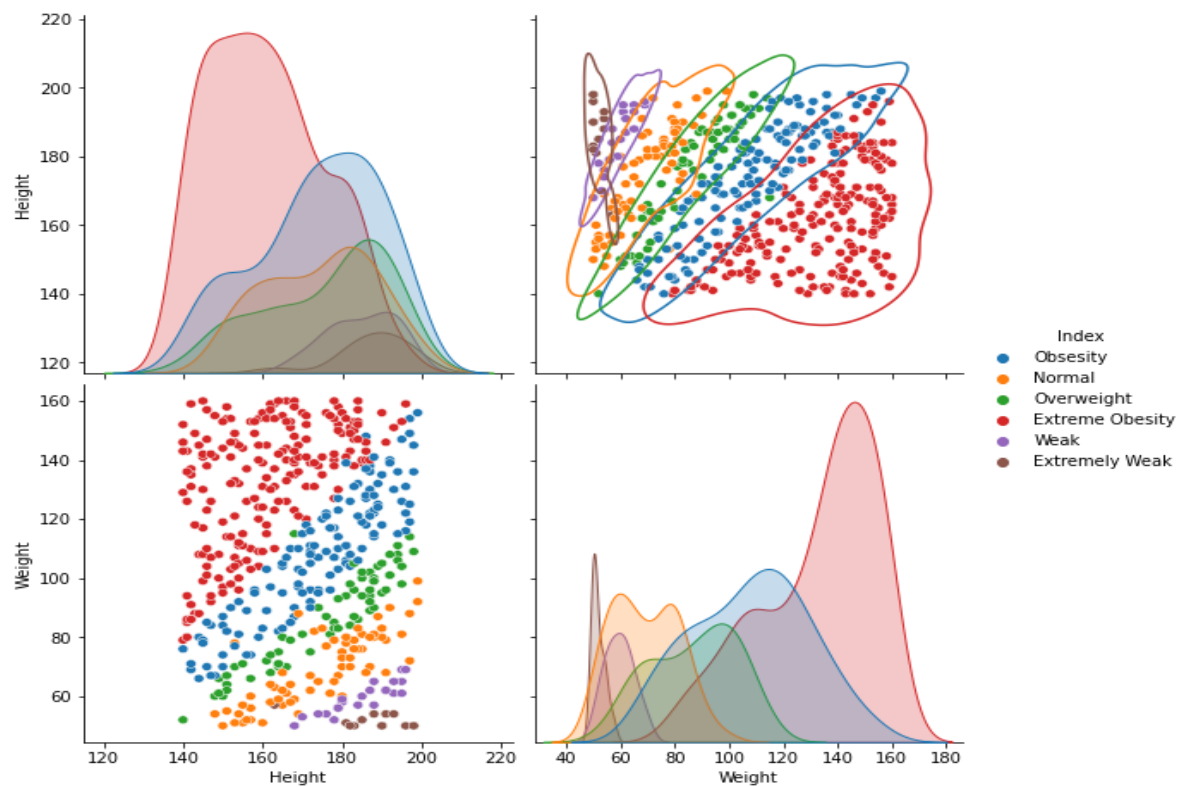 220
200
180
160
140
120
Height
Index
Obsesity
Normal
Overweight
Extreme Obesity
Weak
Extremely Weak
160
140
120
100
80
60
Weight
120 140 160 180 200 220
Height
40 60 80 100 120 140 160 180
Weight
Height